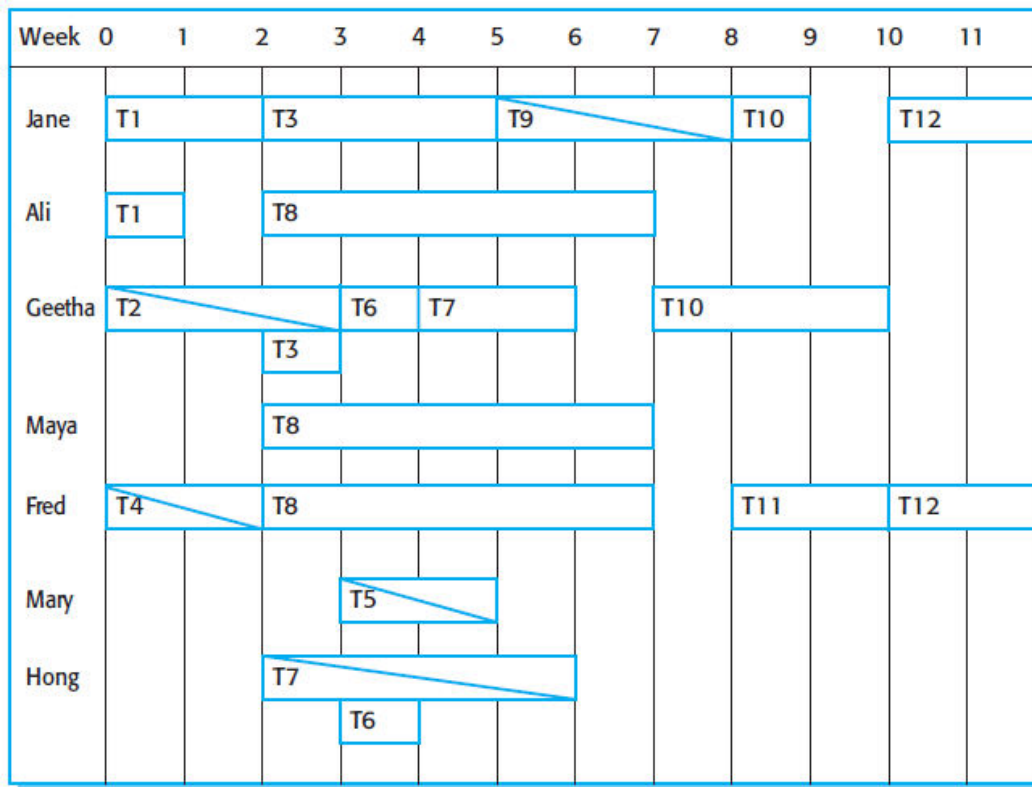 Week 0 1 2 3 4 5 6 7 8 9 10 11
Jane T1 T3 T9 T10 T12
Ali T1 T8
Geetha T2 T6 T7 T10
T3
Maya T8
Fred T4 T8 T11 T12
Mary T5
Hong T7
T6